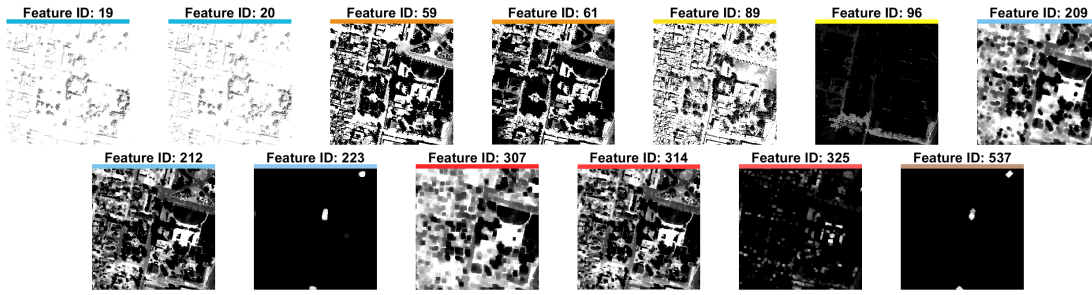 Feature ID: 19
Feature ID: 20
Feature ID: 59
Feature ID: 61
Feature ID: 89
Feature ID: 96
Feature ID: 209
Feature ID: 212
Feature ID: 223
Feature ID: 307
Feature ID: 314
Feature ID: 325
Feature ID: 537